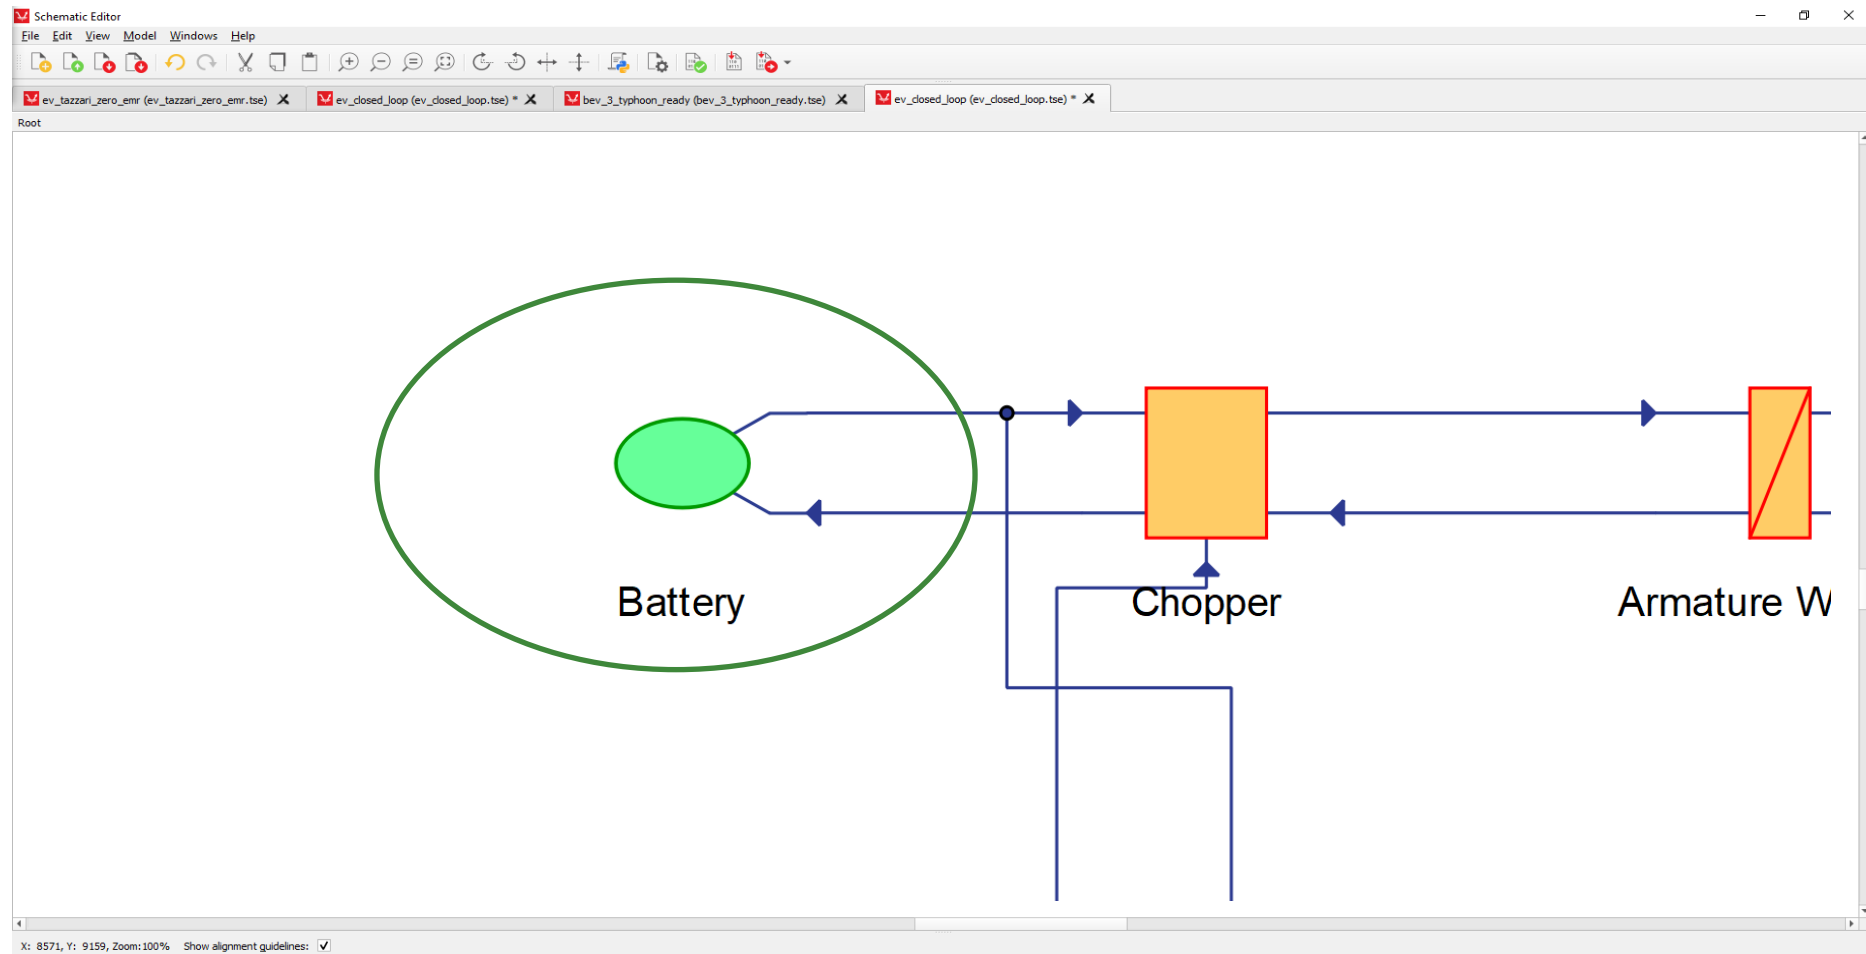 Schematic Editor
File Edit View Model Windows Help
ev_tazzari_zero_emr (ev_tazzari_zero_emr.tse) ev_closed_loop (ev_closed_loop.tse) * bev_3_typhoon_ready (bev_3_typhoon_ready.tse) ev_closed_loop (ev_closed_loop.tse) *
Root
Battery Chopper Armature W
X: 8571, Y: 9159, Zoom:100% Show alignment guidelines: